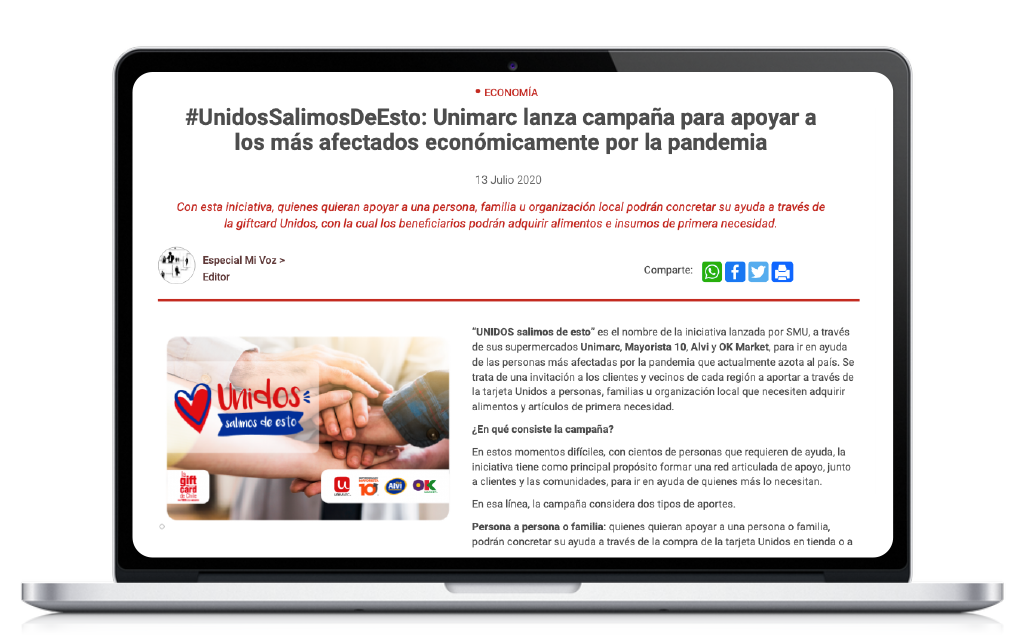 • ECONOMÍA
#UnidosSalimosDeEsto: Unimarc lanza campaña para apoyar a
los más afectados económicamente por la pandemia
13 Julio 2020
Con esta iniciativa, quienes quieran apoyar a una persona, familia u organización local podrán concretar su ayuda a través de
la giftcard Unidos, con la cual los beneficiarios podrán adquirir alimentos e insumos de primera necesidad.
Especial Mi Voz >
Editor
Comparte:
Unidos
salimos de esto
la
gift
card
de Chile
UNIMARC
MAYORISTA
10
Alvi
OK
market
"UNIDOS salimos de esto" es el nombre de la iniciativa lanzada por SMU, a través
de sus supermercados Unimarc, Mayorista 10, Alvi y OK Market, para ir en ayuda
de las personas más afectadas por la pandemia que actualmente azota al país. Se
trata de una invitación a los clientes y vecinos de cada región a aportar a través de
la tarjeta Unidos a personas, familias u organización local que necesiten adquirir
alimentos y artículos de primera necesidad.
¿En qué consiste la campaña?
En estos momentos difíciles, con cientos de personas que requieren de ayuda, la
iniciativa tiene como principal propósito formar una red articulada de apoyo, junto
a clientes y las comunidades, para ir en ayuda de quienes más lo necesitan.
En esa línea, la campaña considera dos tipos de aportes.
Persona a persona o familia: quienes quieran apoyar a una persona o familia,
podrán concretar su ayuda a través de la compra de la tarjeta Unidos en tienda o a